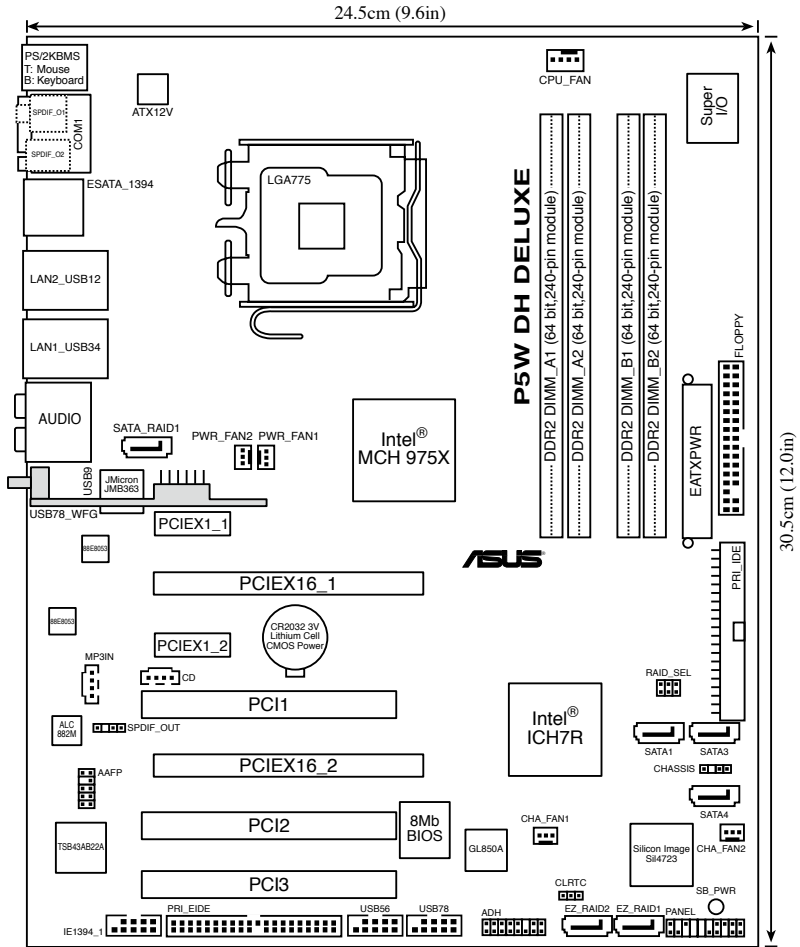 24.5cm (9.6in)
PS/2KBMS
T: Mouse
B: Keyboard
CPU_FAN
Super
I/O
SPDIF_O1
COM1
ATX12V
SPDIF_O2
ESATA_1394
LGA775
LAN2_USB12
LAN1_USB34
P5W DH DELUXE
DDR2 DIMM_A1 (64 bit,240-pin module)
DDR2 DIMM_A2 (64 bit,240-pin module)
DDR2 DIMM_B1 (64 bit,240-pin module)
DDR2 DIMM_B2 (64 bit,240-pin module)
FLOPPY
EATXPWR
30.5cm (12.0in)
AUDIO
SATA_RAID1
PWR_FAN2
PWR_FAN1
Intel®
MCH 975X
USB9
JMicron
JMB363
USB78_WFG
PCIEX1_1
88E8053
ASUS
PRI_IDE
PCIEX16_1
88E8053
CR2032 3V
Lithium Cell
CMOS Power
PCIEX1_2
MP3IN
CD
RAID_SEL
PCI1
Intel®
ICH7R
ALC
882M
SPDIF_OUT
SATA1
SATA3
PCIEX16_2
CHASSIS
AAFP
SATA4
PCI2
8Mb
BIOS
CHA_FAN1
TSB43AB22A
GL850A
Silicon Image
SiI4723
CHA_FAN2
PCI3
CLRTC
SB_PWR
IE1394_1
PRI_EIDE
USB56
USB78
ADH
EZ_RAID2
EZ_RAID1
PANEL